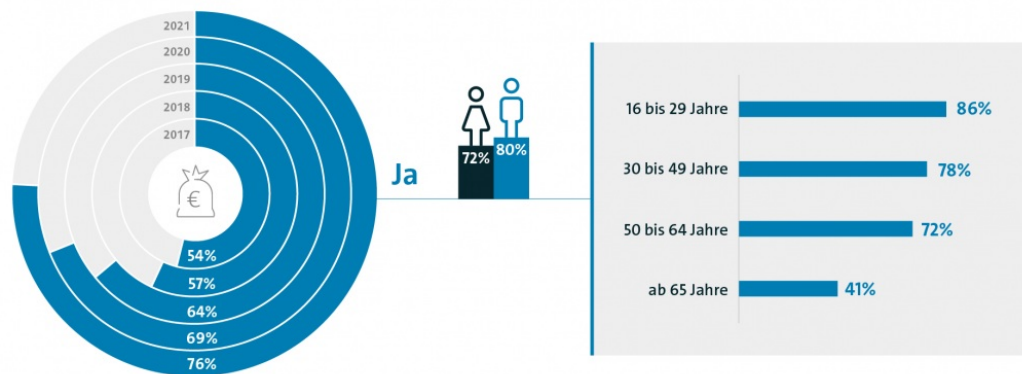 2021
2020
2019
2018
2017
€
54%
57%
64%
69%
76%
Ja
72% 80%
16 bis 29 Jahre 86%
30 bis 49 Jahre 78%
50 bis 64 Jahre 72%
ab 65 Jahre 41%